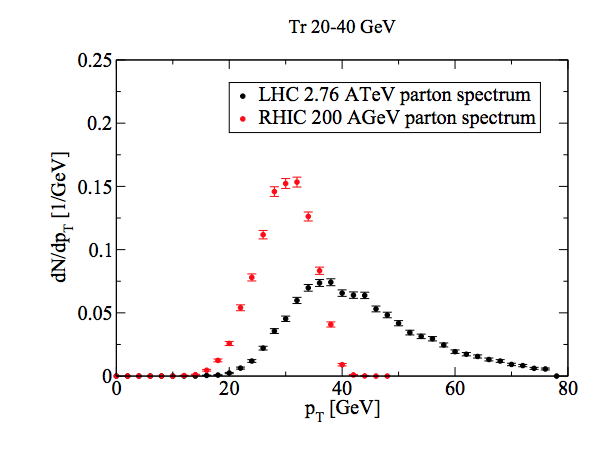 Tr 20-40 GeV
0.25
LHC 2.76 ATeV parton spectrum
RHIC 200 AGeV parton spectrum
0.2
0.15
dN/dp_T [1/GeV]
0.1
0.05
0
0 20 40 60 80
p_T [GeV]